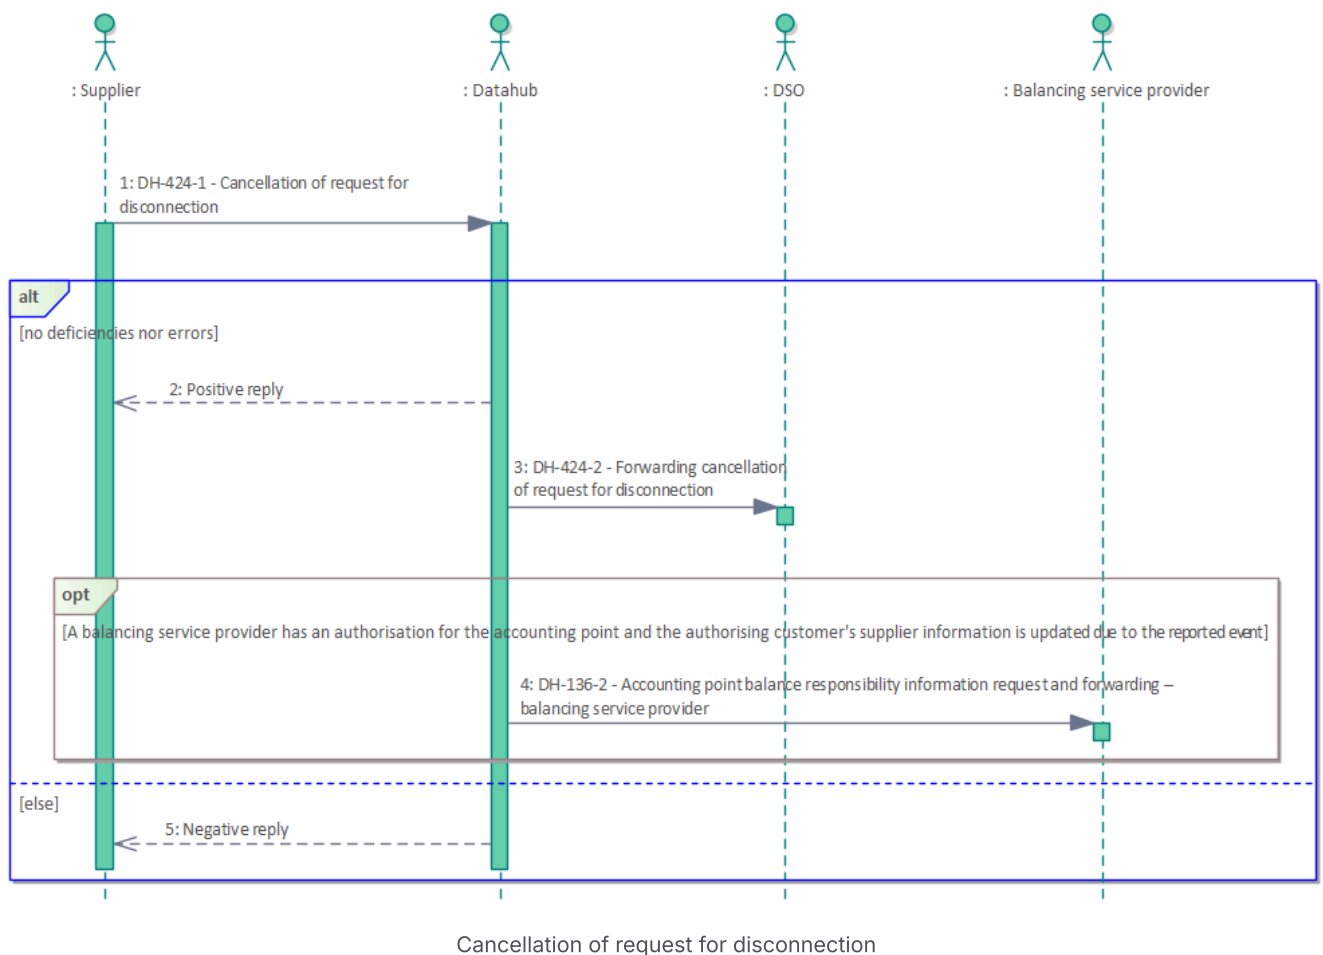 : Supplier
: Datahub
: DSO
: Balancing service provider
1: DH-424-1 - Cancellation of request for
disconnection
alt
[no deficiencies nor errors]
2: Positive reply
3: DH-424-2 - Forwarding cancellation
of request for disconnection
opt
[A balancing service provider has an authorisation for the accounting point and the authorising customer's supplier information is updated due to the reported event]
4: DH-136-2 - Accounting point balance responsibility information request and forwarding –
balancing service provider
[else]
5: Negative reply
Cancellation of request for disconnection